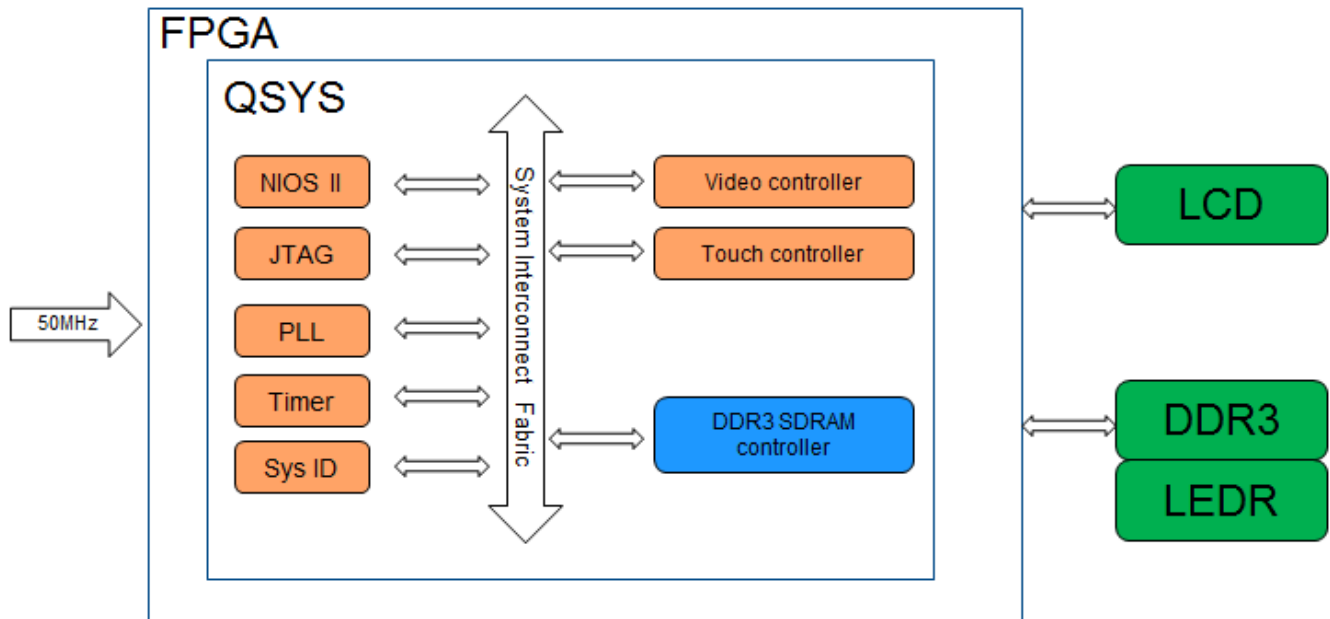 FPGA
QSYS
NIOS II
JTAG
PLL
Timer
Sys ID
System Interconnect Fabric
Video controller
Touch controller
DDR3 SDRAM
controller
50MHz
LCD
DDR3
LEDR